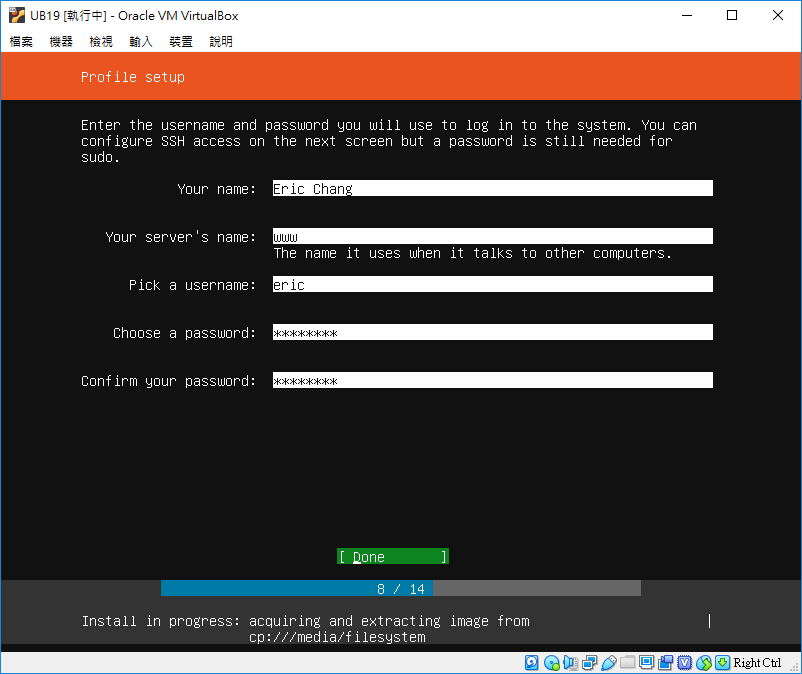 UB19 [執行中] - Oracle VM VirtualBox
檔案 機器 檢視 輸入 裝置 說明
Profile setup
Enter the username and password you will use to log in to the system. You can
configure SSH access on the next screen but a password is still needed for
sudo.
Your name: Eric Chang
Your server's name: www
The name it uses when it talks to other computers.
Pick a username: eric
Choose a password: ********
Confirm your password: ********
[ Done ]
8 / 14
Install in progress: acquiring and extracting image from
cp:///media/filesystem
Right Ctrl